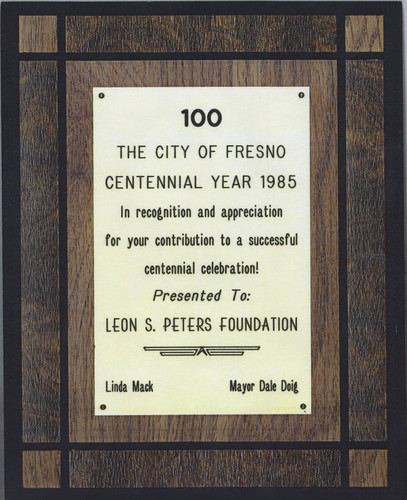 100
THE CITY OF FRESNO
CENTENNIAL YEAR 1985
In recognition and appreciation
for your contribution to a successful
centennial celebration!
Presented To:
LEON S. PETERS FOUNDATION
Linda Mack Mayor Dale Doig